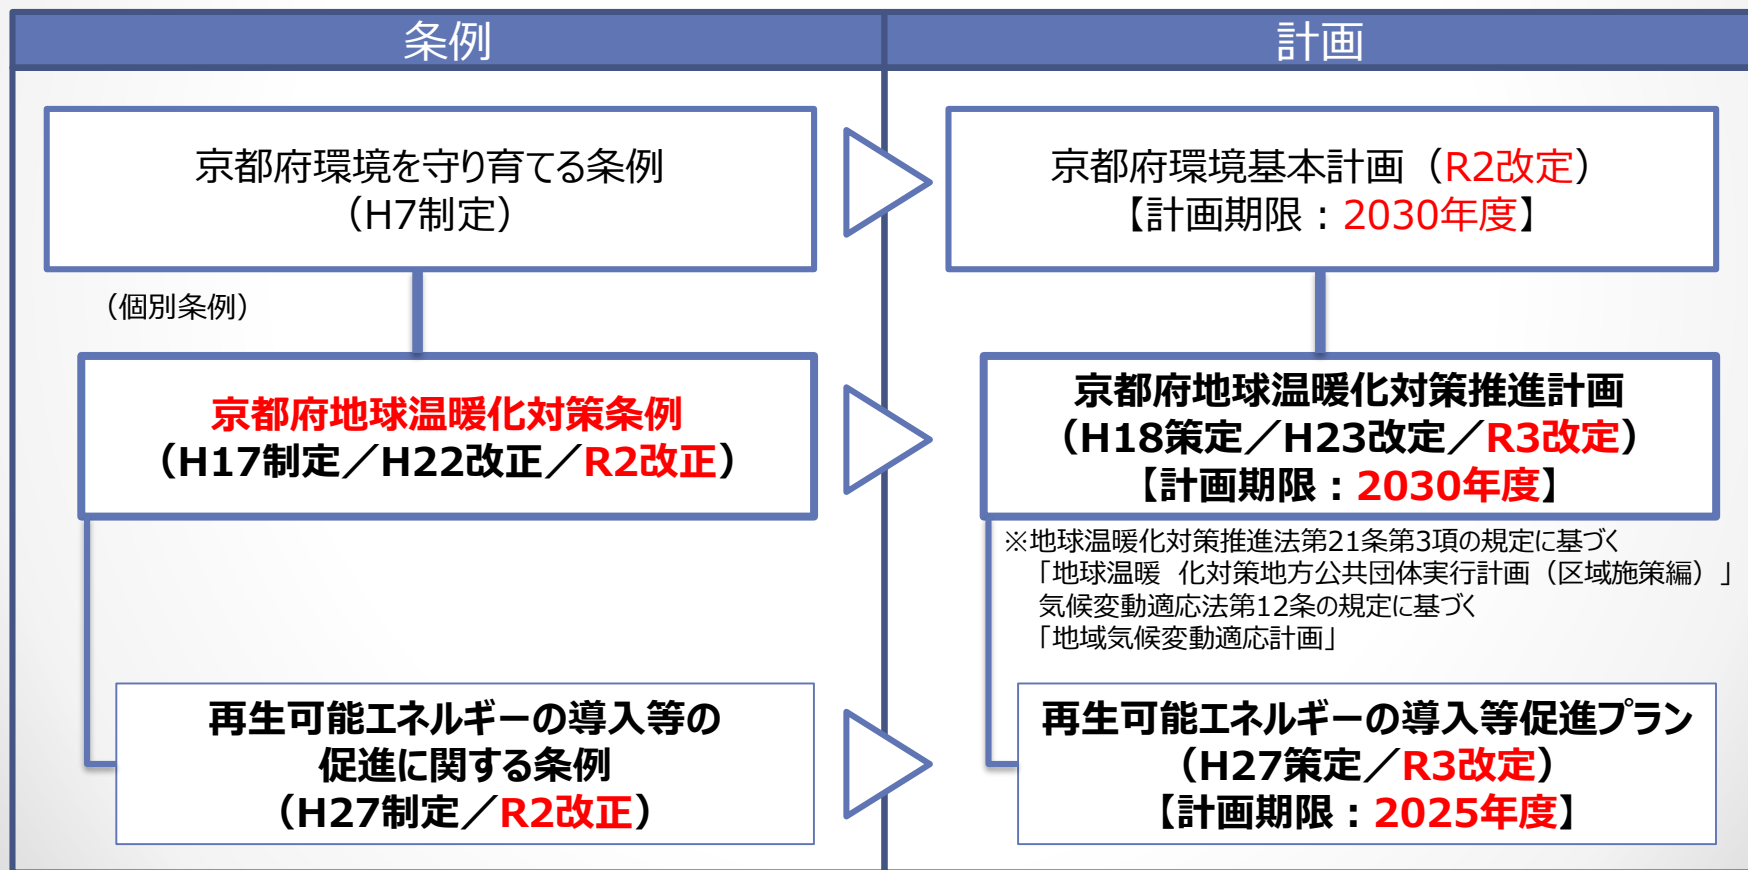 条例
計画
京都府環境を守り育てる条例
（H7制定）
京都府環境基本計画（R2改定）
【計画期限：2030年度】
（個別条例）
京都府地球温暖化対策条例
（H17制定／H22改正／R2改正）
京都府地球温暖化対策推進計画
（H18策定／H23改定／R3改定）
【計画期限：2030年度】
※地球温暖化対策推進法第21条第3項の規定に基づく
「地球温暖 化対策地方公共団体実行計画（区域施策編）」
気候変動適応法第12条の規定に基づく
「地域気候変動適応計画」
再生可能エネルギーの導入等の
促進に関する条例
（H27制定／R2改正）
再生可能エネルギーの導入等促進プラン
（H27策定／R3改定）
【計画期限：2025年度】